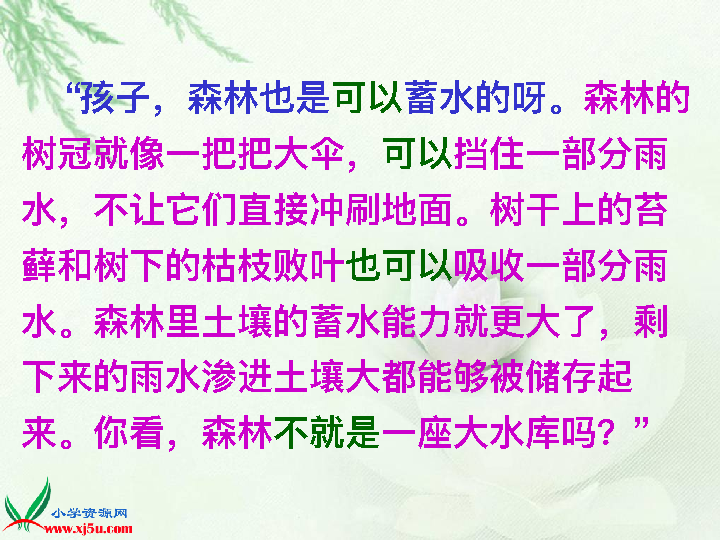 “孩子，森林也是可以蓄水的呀。森林的
树冠就像一把把大伞，可以挡住一部分雨
水，不让它们直接冲刷地面。树干上的苔
藓和树下的枯枝败叶也可以吸收一部分雨
水。森林里土壤的蓄水能力就更大了，剩
下来的雨水渗进土壤大都能够被储存起
来。你看，森林不就是一座大水库吗？”
小学资源网
www.xj5u.com